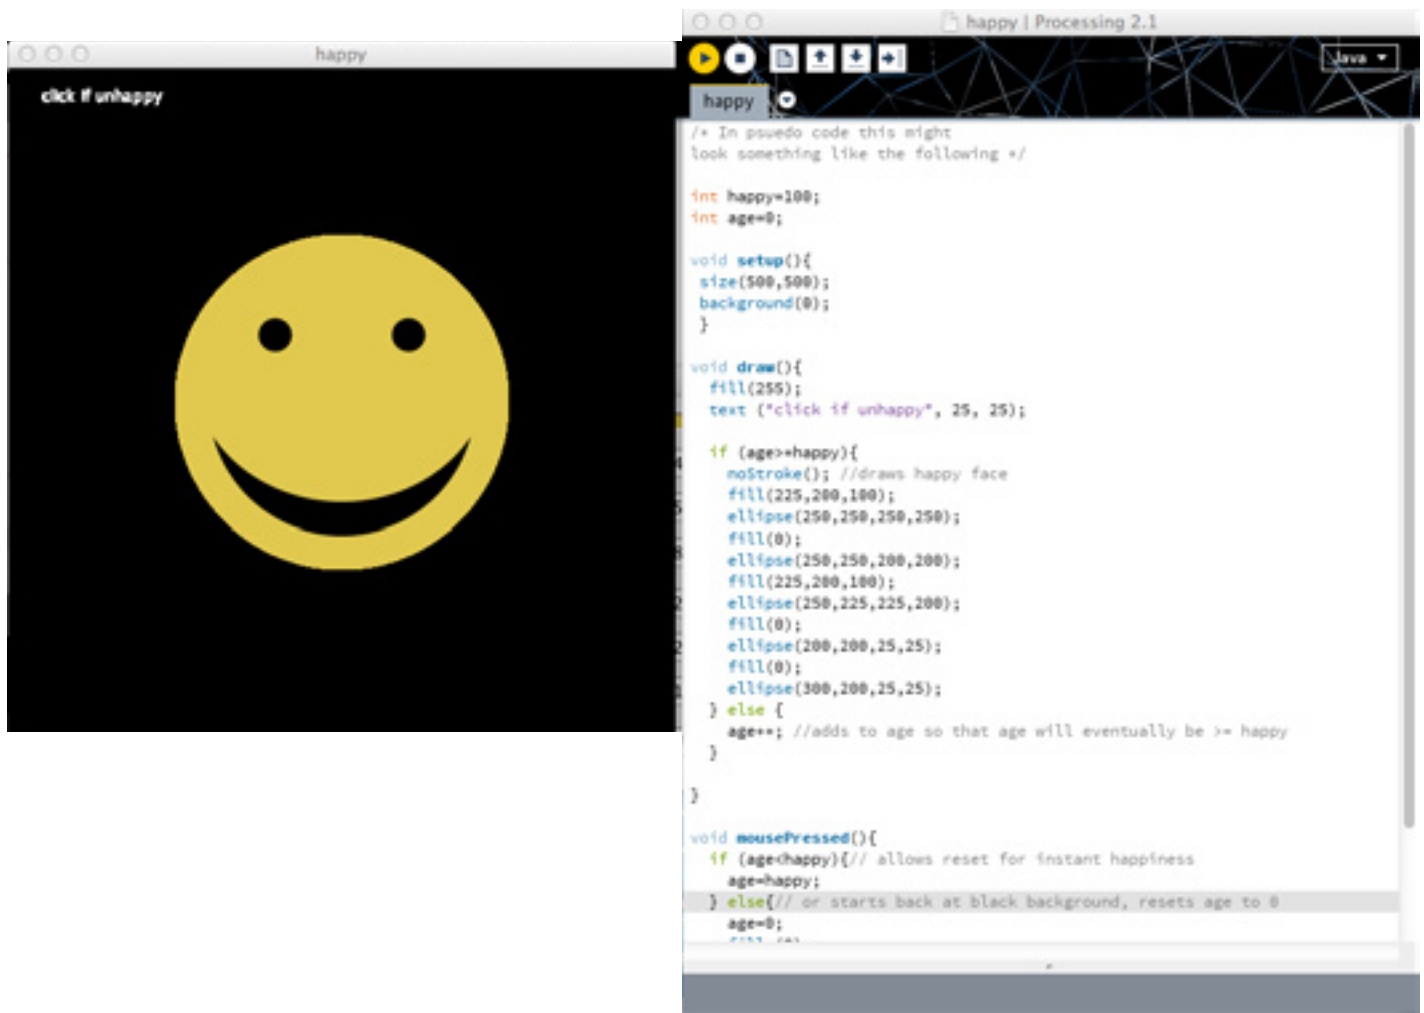 happy
click if unhappy
happy | Processing 2.1
Java
happy
/* In psuedo code this might
look something like the following */
int happy=100;
int age=0;
void setup(){
size(500,500);
background(0);
}
void draw(){
fill(255);
text ("click if unhappy", 25, 25);
if (age>=happy){
noStroke(); //draws happy face
fill(225,200,100);
ellipse(250,250,250,250);
fill(0);
ellipse(250,250,200,200);
fill(225,200,100);
ellipse(250,225,225,200);
fill(0);
ellipse(200,200,25,25);
fill(0);
ellipse(300,200,25,25);
} else {
age++; //adds to age so that age will eventually be >= happy
}
}
void mousePressed(){
if (age<happy){// allows reset for instant happiness
age=happy;
} else{// or starts back at black background, resets age to 0
age=0;